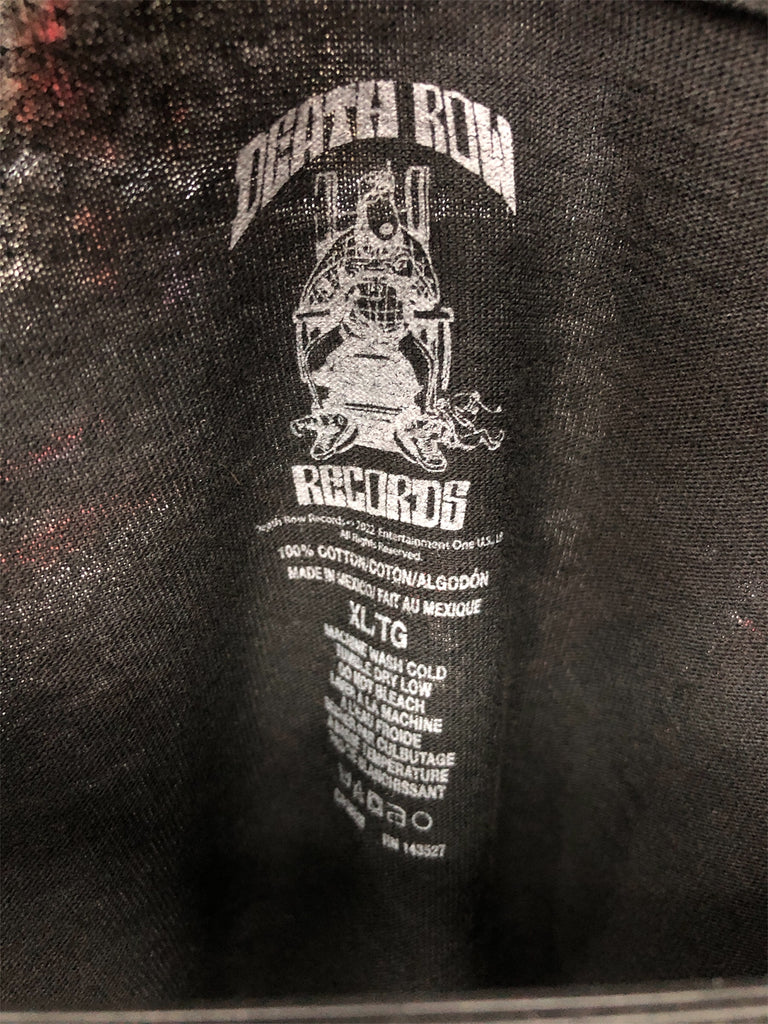 DEATH ROW
RECORDS
Death Row Records © 2022 Entertainment One U.S. LP
All Rights Reserved.
100% COTTON/COTON/ALGODÓN
MADE IN MEXICO/ FAIT AU MEXIQUE
XL/TG
MACHINE WASH COLD
TUMBLE DRY LOW
DO NOT BLEACH
LAVER À LA MACHINE
À L'EAU FROIDE
CULBUTAGE
TEMPÉRATURE
RN 143527